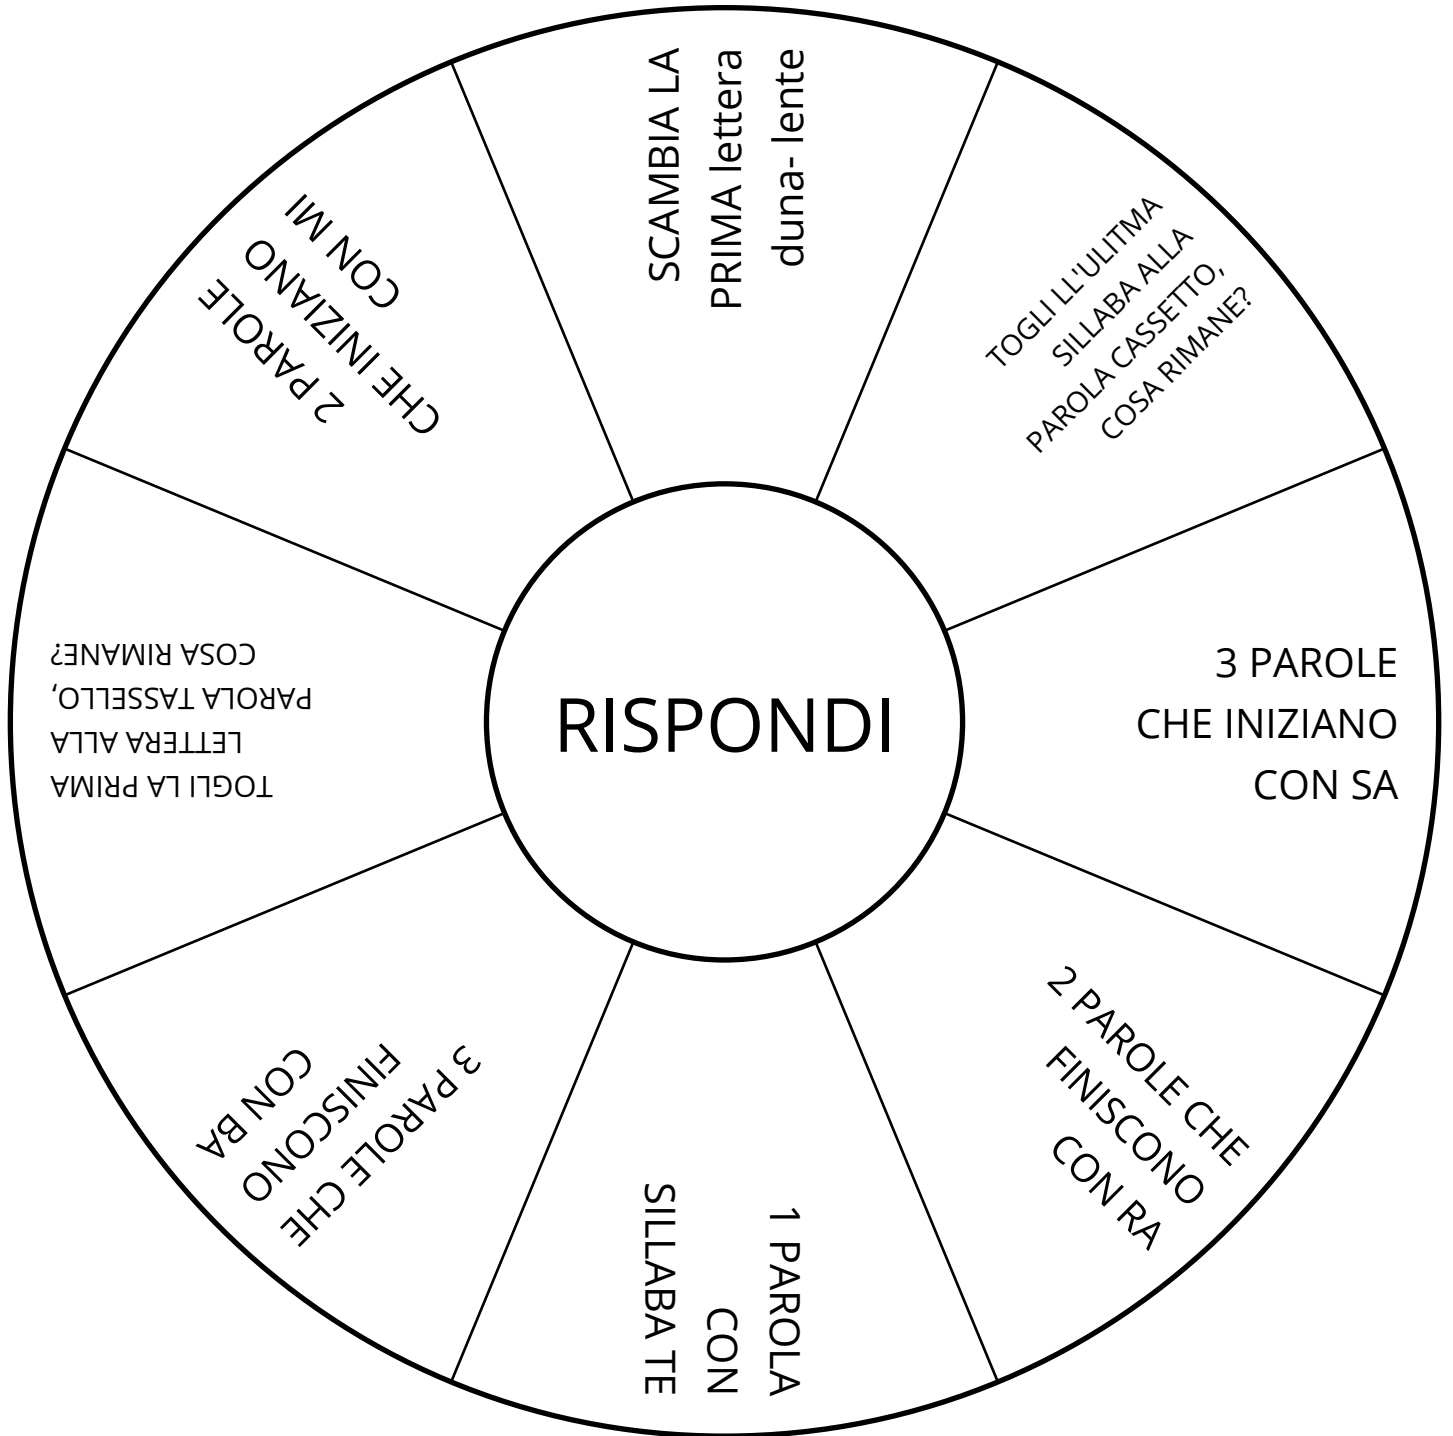 SCAMBIA LA
PRIMA lettera
duna- lente
TOGLI LL'ULITMA
SILLABA ALLA
PAROLA CASSETTO,
COSA RIMANE?
3 PAROLE
CHE INIZIANO
CON SA
2 PAROLE CHE
FINISCONO
CON RA
1 PAROLA
CON
SILLABA TE
3 PAROLE CHE
FINISCONO
CON BA
TOGLI LA PRIMA
LETTERA ALLA
PAROLA TASSELLO,
COSA RIMANE?
2 PAROLE
CHE INIZIANO
CON MI
RISPONDI